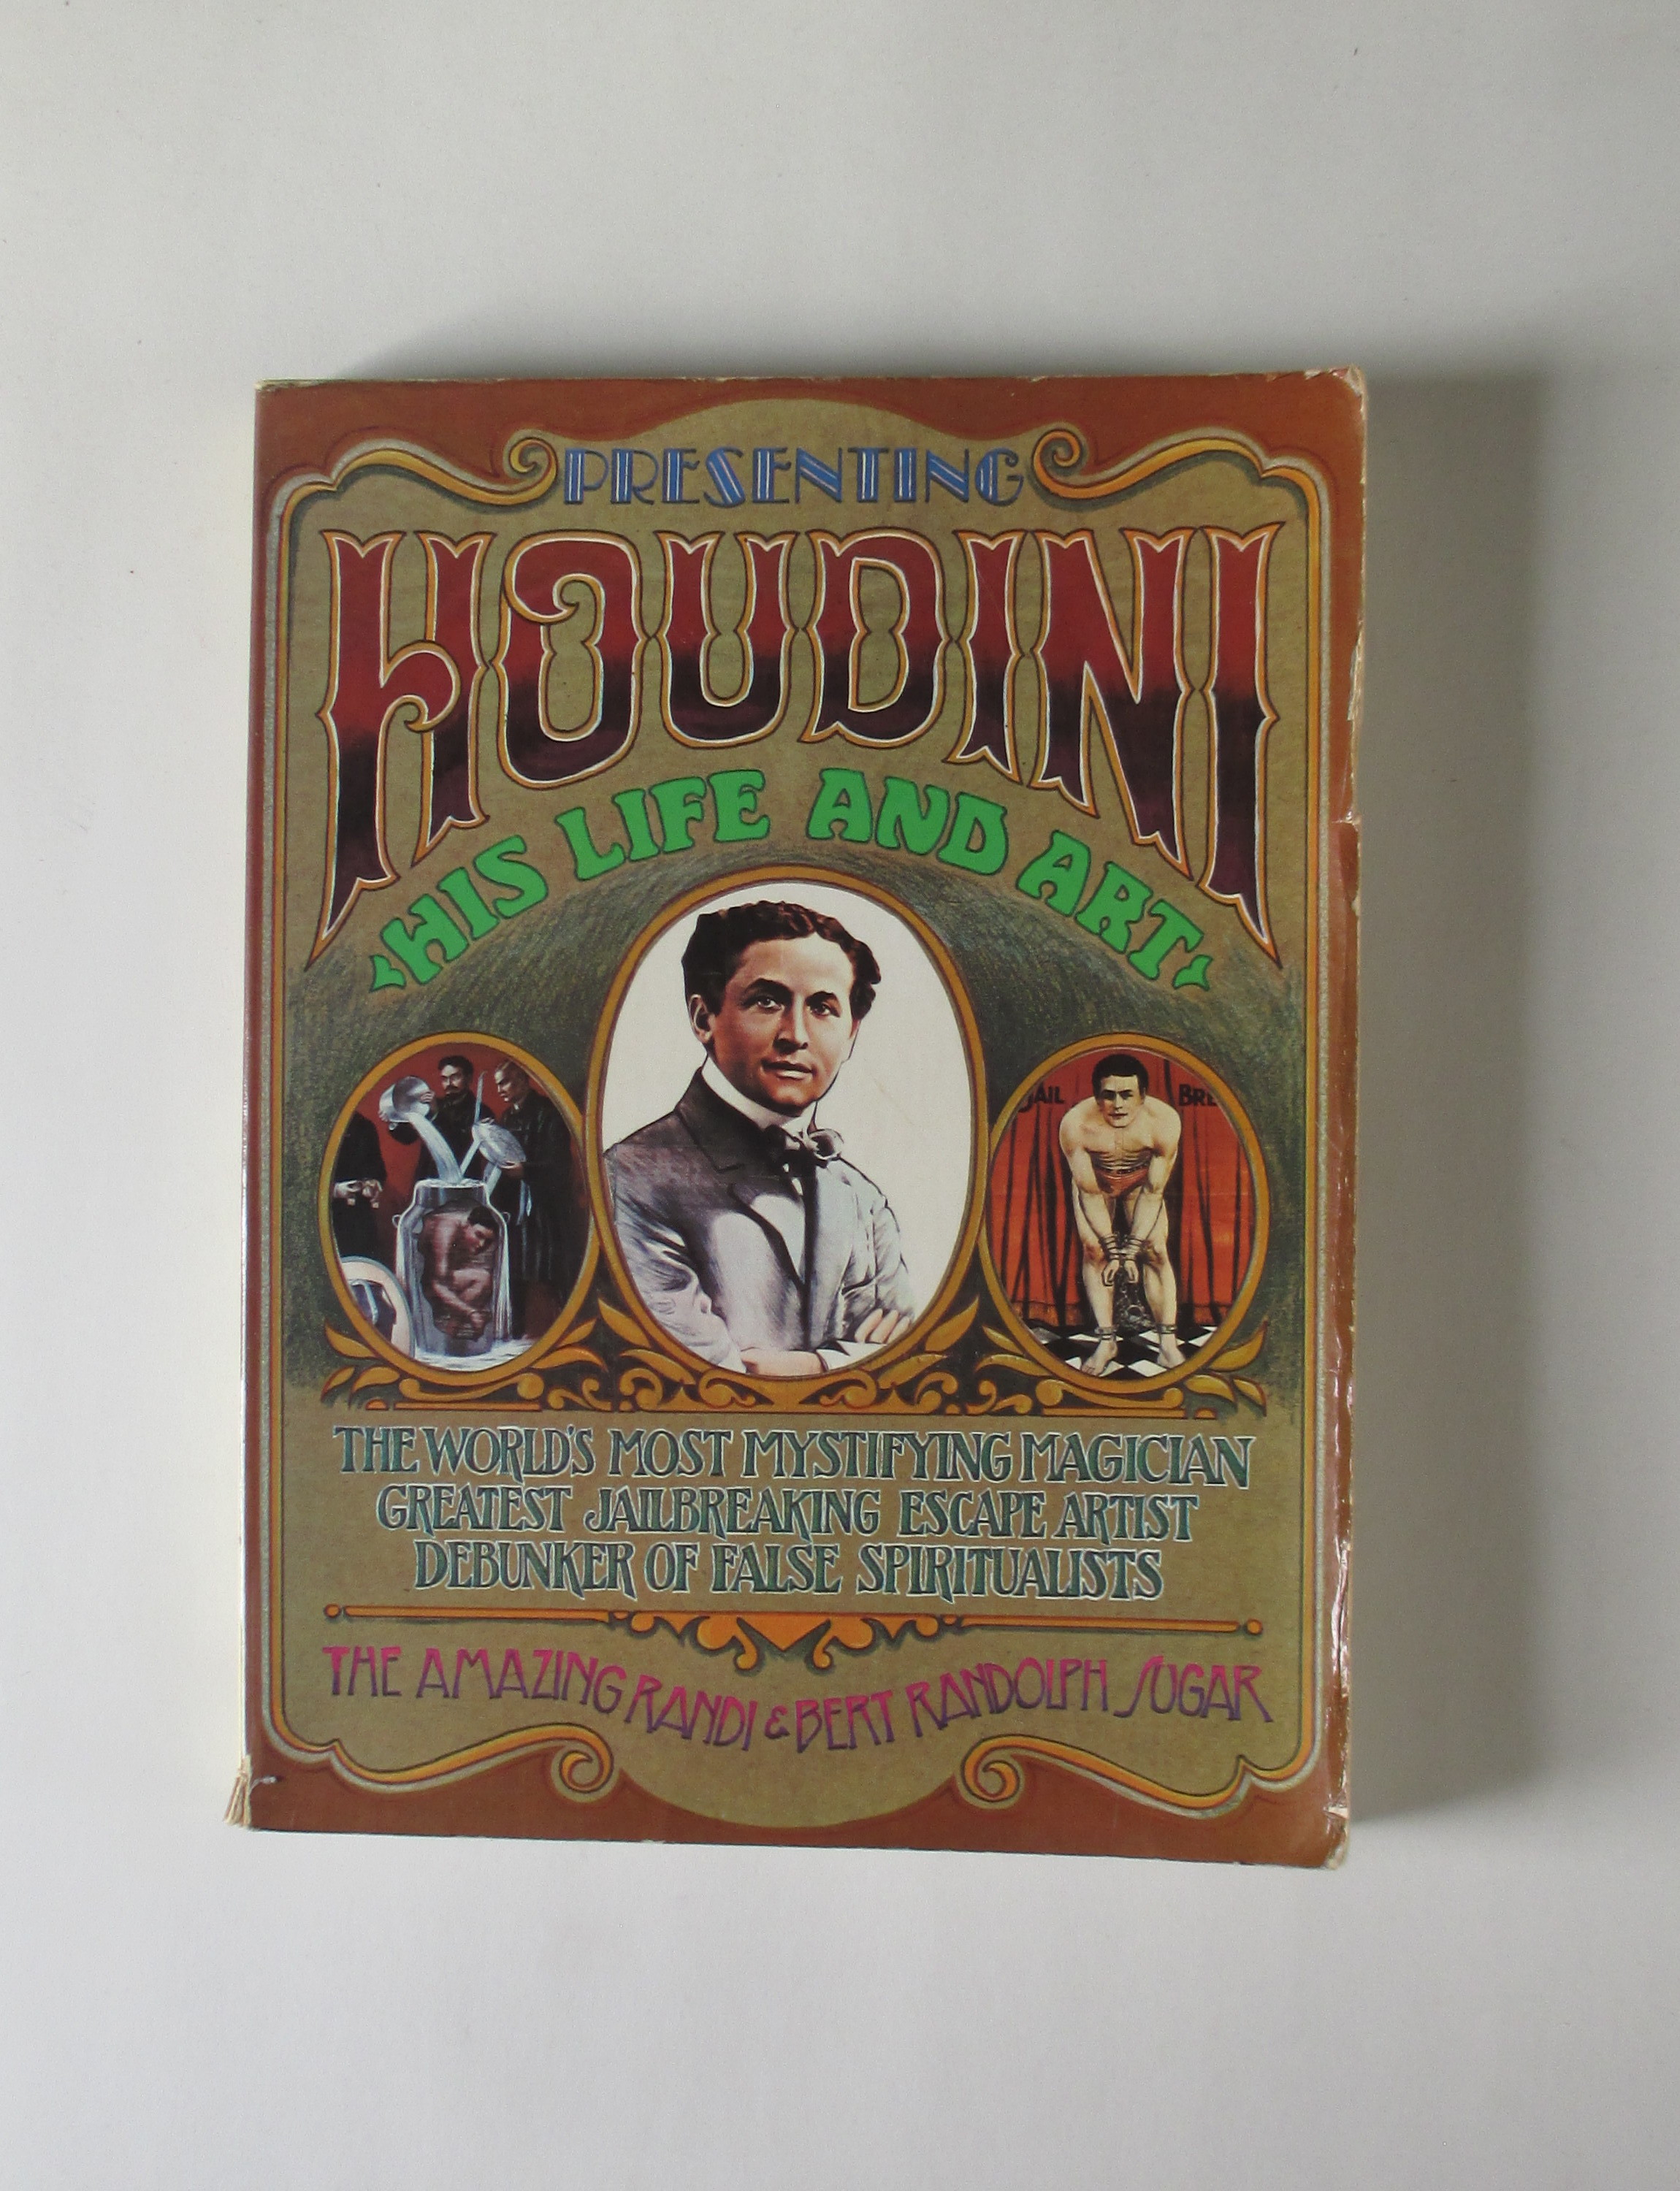 PRESENTING
HOUDINI
HIS LIFE AND ART
JAIL BRE
THE WORLD'S MOST MYSTIFYING MAGICIAN
GREATEST JAILBREAKING ESCAPE ARTIST
DEBUNKER OF FALSE SPIRITUALISTS
THE AMAZING RANDI & BERT RANDOLPH SUGAR